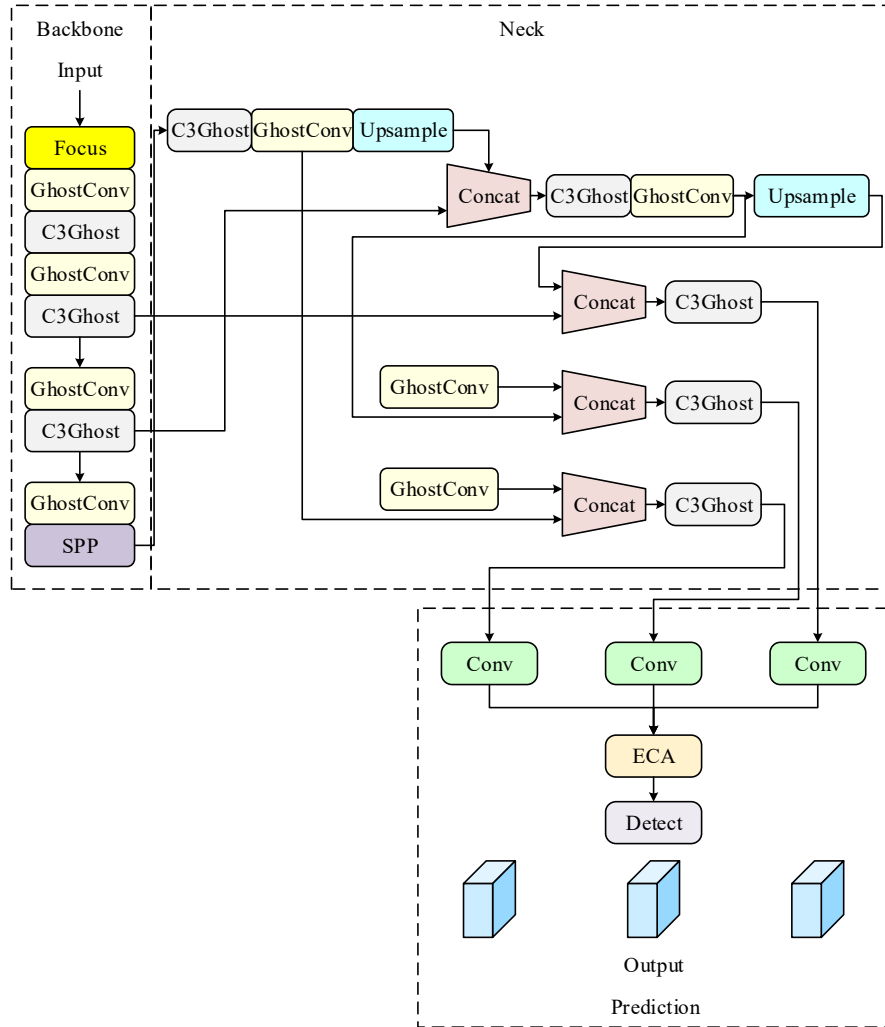 Backbone
Neck
Input
Focus
GhostConv
C3Ghost
GhostConv
C3Ghost
GhostConv
C3Ghost
GhostConv
SPP
C3Ghost GhostConv Upsample
Concat C3Ghost GhostConv Upsample
Concat C3Ghost
GhostConv Concat C3Ghost
GhostConv Concat C3Ghost
Conv Conv Conv
ECA
Detect
Output
Prediction